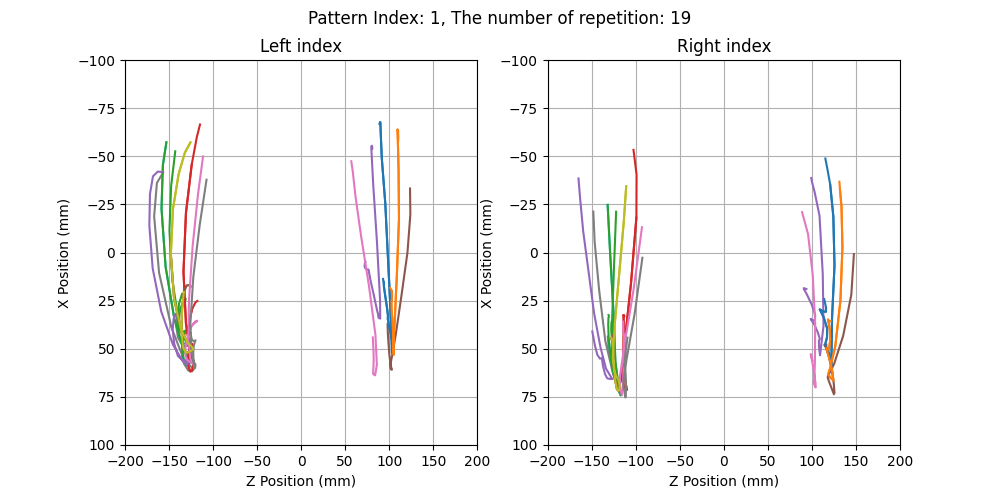 Pattern Index: 1, The number of repetition: 19
Left index
Right index
−100
−75
−50
−25
0
25
50
75
100
X Position (mm)
−200 −150 −100 −50 0 50 100 150 200
Z Position (mm)
−100
−75
−50
−25
0
25
50
75
100
X Position (mm)
−200 −150 −100 −50 0 50 100 150 200
Z Position (mm)